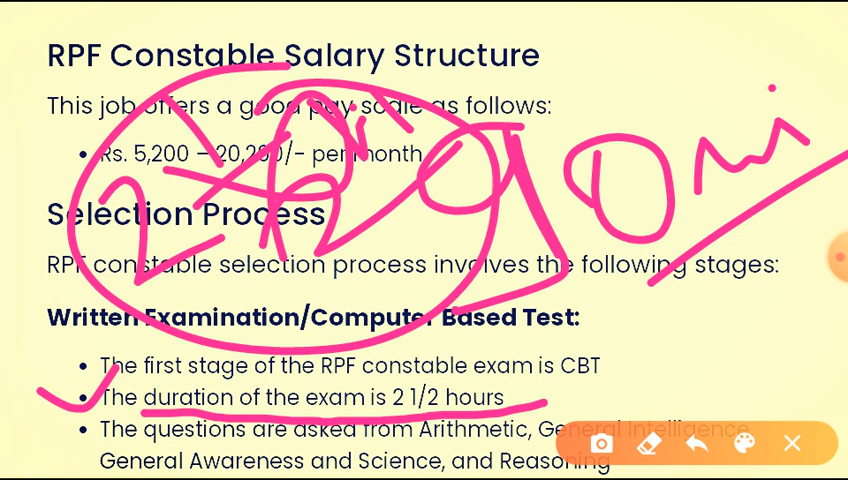 RPF Constable Salary Structure
This job offers a good pay scale as follows:
• Rs. 5,200 – 20,200/- per month
Selection Process
RPF constable selection process involves the following stages:
Written Examination/Computer Based Test:
• The first stage of the RPF constable exam is CBT
• The duration of the exam is 2 1/2 hours
• The questions are asked from Arithmetic, General Intelligence
General Awareness and Science, and Reasoning